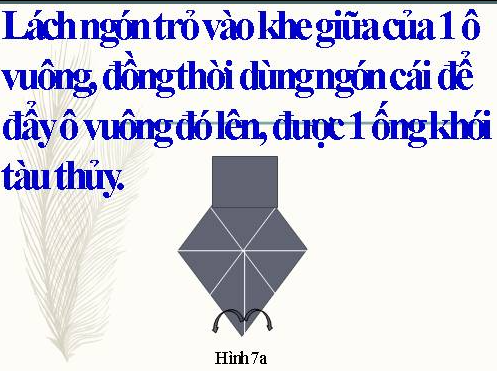 Lách ngón trỏ vào khe giữa của 1 ô
vuông, đồng thời dùng ngón cái để
đẩy ô vuông đó lên, được 1 ống khói
tàu thủy.
Hình 7a